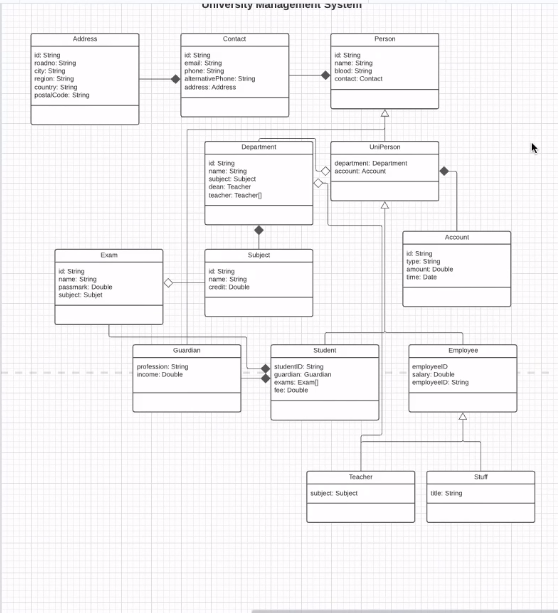 University Management System
Address
id: String
roadno: String
city: String
region: String
country: String
postalCode: String
Contact
id: String
email: String
phone: String
alternativePhone: String
address: Address
Person
id: String
name: String
blood: String
contact: Contact
Department
id: String
name: String
subject: Subject
dean: Teacher
teacher: Teacher[]
UniPerson
department: Department
account: Account
Account
id: String
type: String
amount: Double
time: Date
Exam
id: String
name: String
passmark: Double
subject: Subjet
Subject
id: String
name: String
credit: Double
Guardian
profession: String
income: Double
Student
studentID: String
guardian: Guardian
exams: Exam[]
fee: Double
Employee
employeeID
salary: Double
employeeID: String
Teacher
subject: Subject
Stuff
title: String